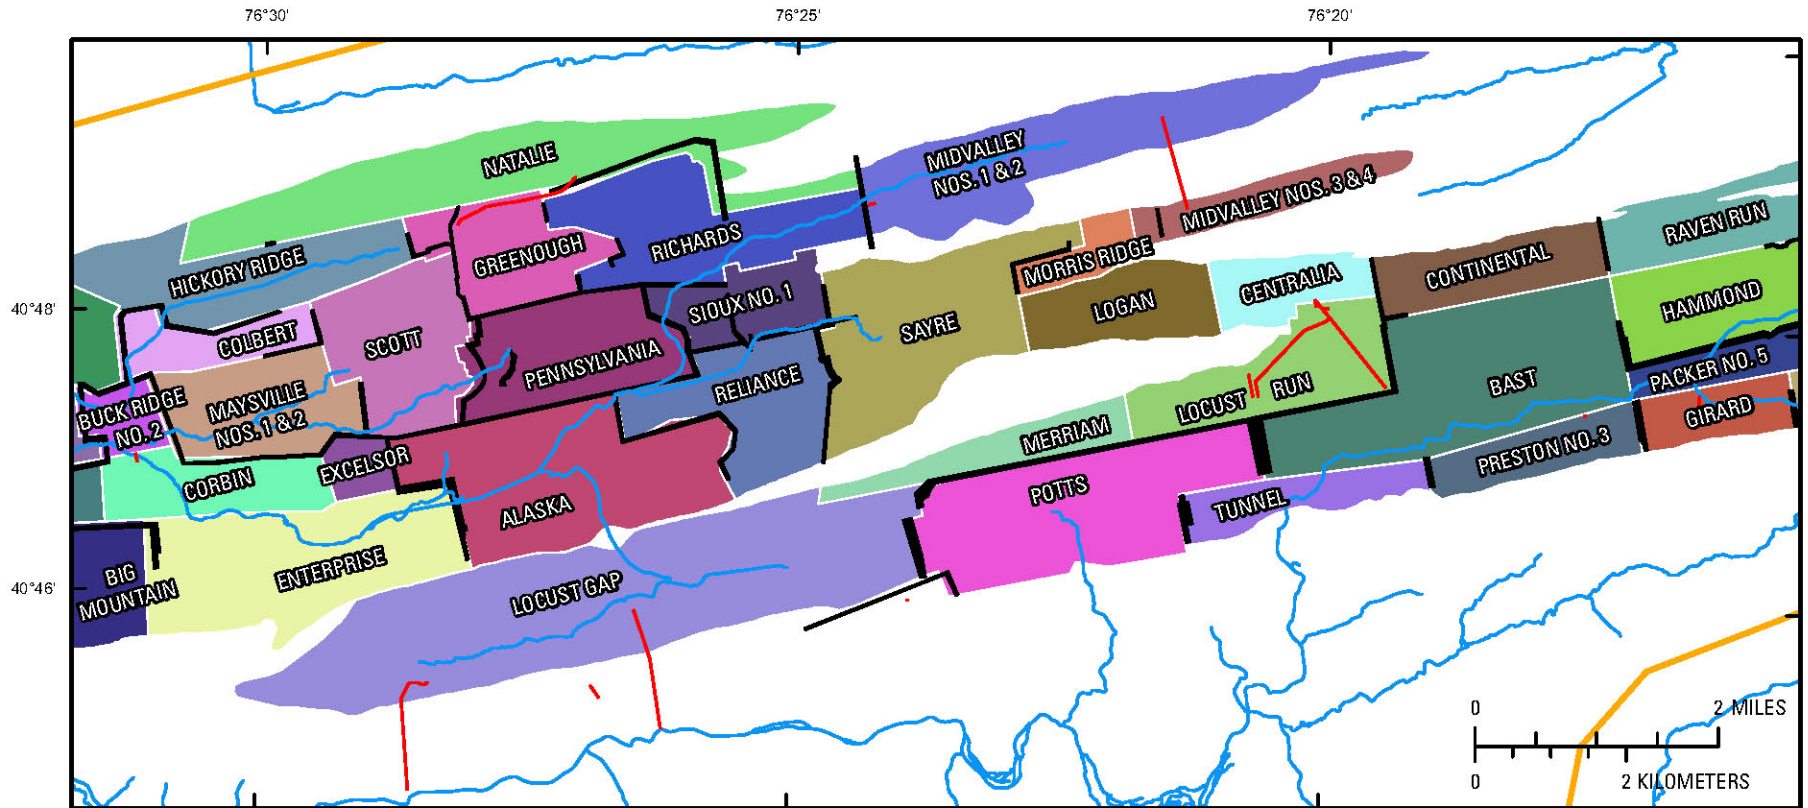 76°30'
76°25'
76°20'
NATALIE
MIDVALLEY
NOS. 1 & 2
MIDVALLEY NOS. 3 & 4
HICKORY RIDGE
GREENOUGH
RICHARDS
MORRIS RIDGE
CENTRALIA
CONTINENTAL
RAVEN RUN
40°48'
COLBERT
SCOTT
SIOUX NO. 1
SAYRE
LOGAN
HAMMOND
BUCK RIDGE
NO. 2
MAYSVILLE
NOS. 1 & 2
PENNSYLVANIA
RELIANCE
LOCUST RUN
BAST
PACKER NO. 5
GIRARD
CORBIN
EXCELSOR
MERRIAM
PRESTON NO. 3
ALASKA
POTTS
TUNNEL
40°46'
BIG
MOUNTAIN
ENTERPRISE
LOCUST GAP
0 2 MILES
0 2 KILOMETERS